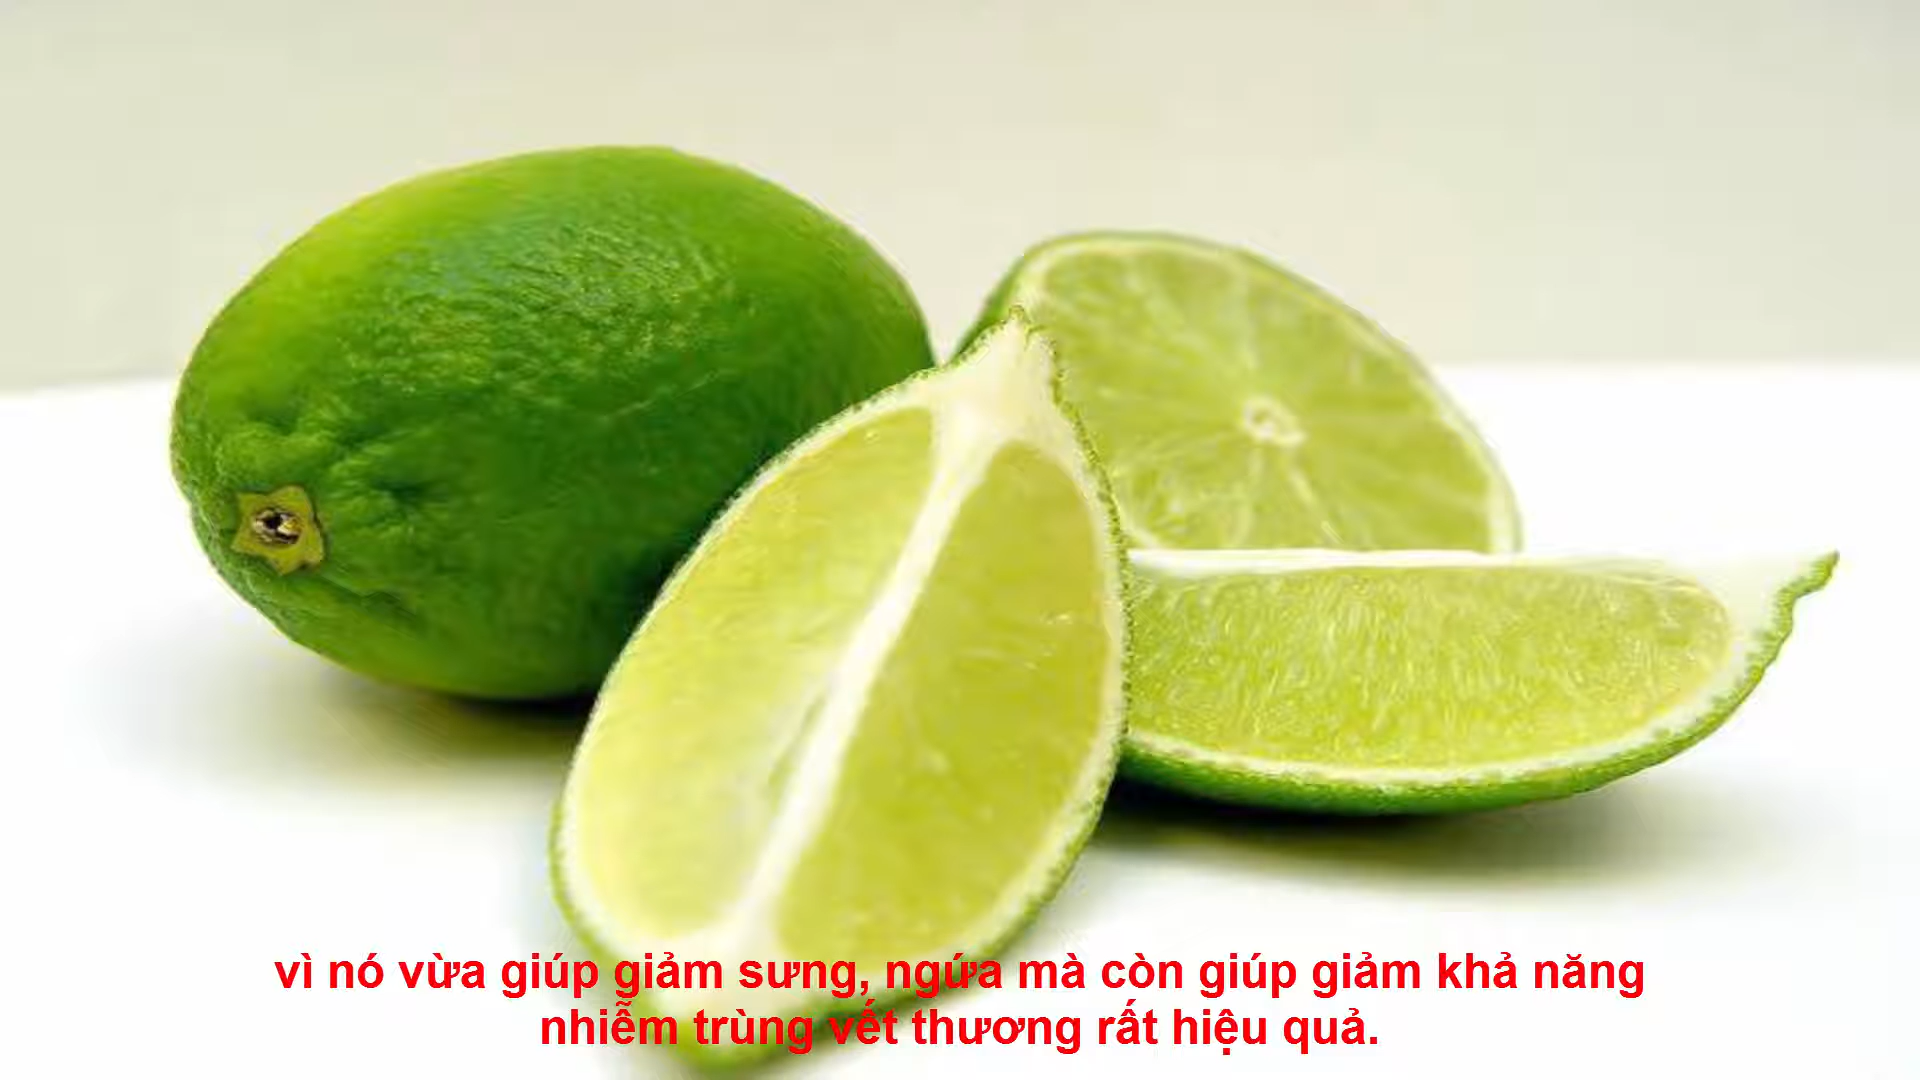 vì nó vừa giúp giảm sưng, ngứa mà còn giúp giảm khả năng
nhiễm trùng vết thương rất hiệu quả.